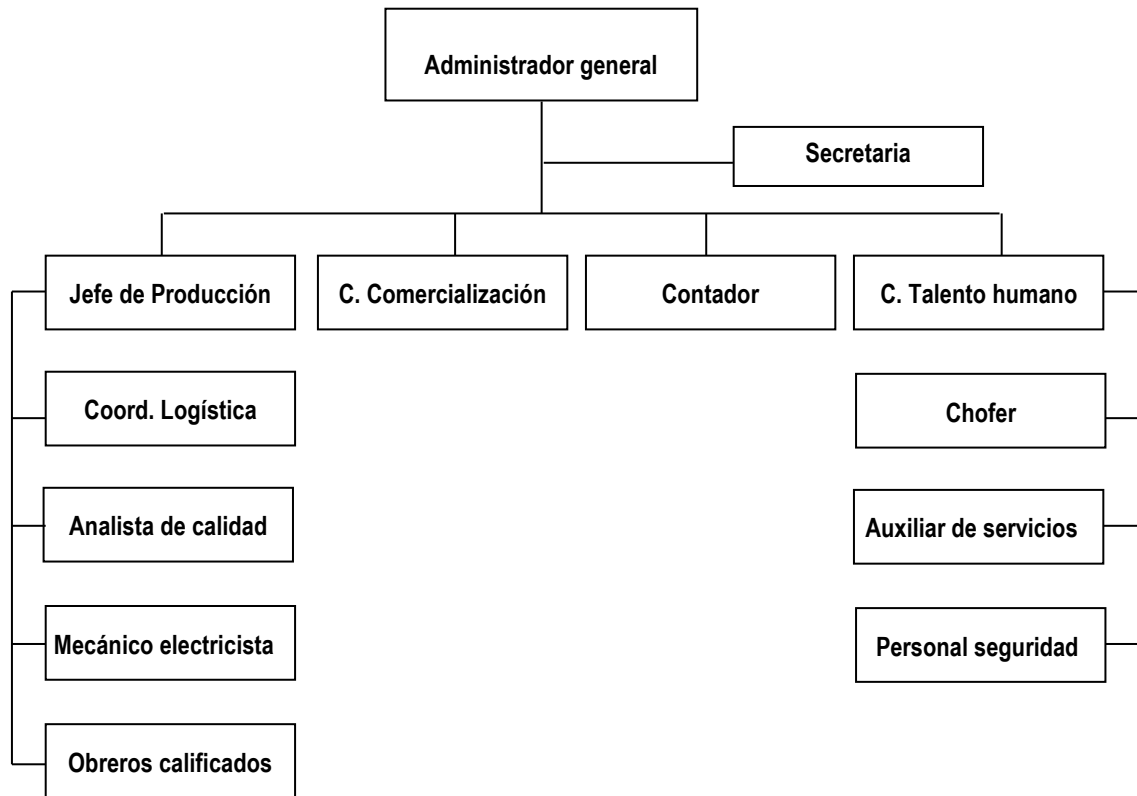 Administrador general
Secretaria
Jefe de Producción
C. Comercialización
Contador
C. Talento humano
Coord. Logística
Chofer
Analista de calidad
Auxiliar de servicios
Mecánico electricista
Personal seguridad
Obreros calificados